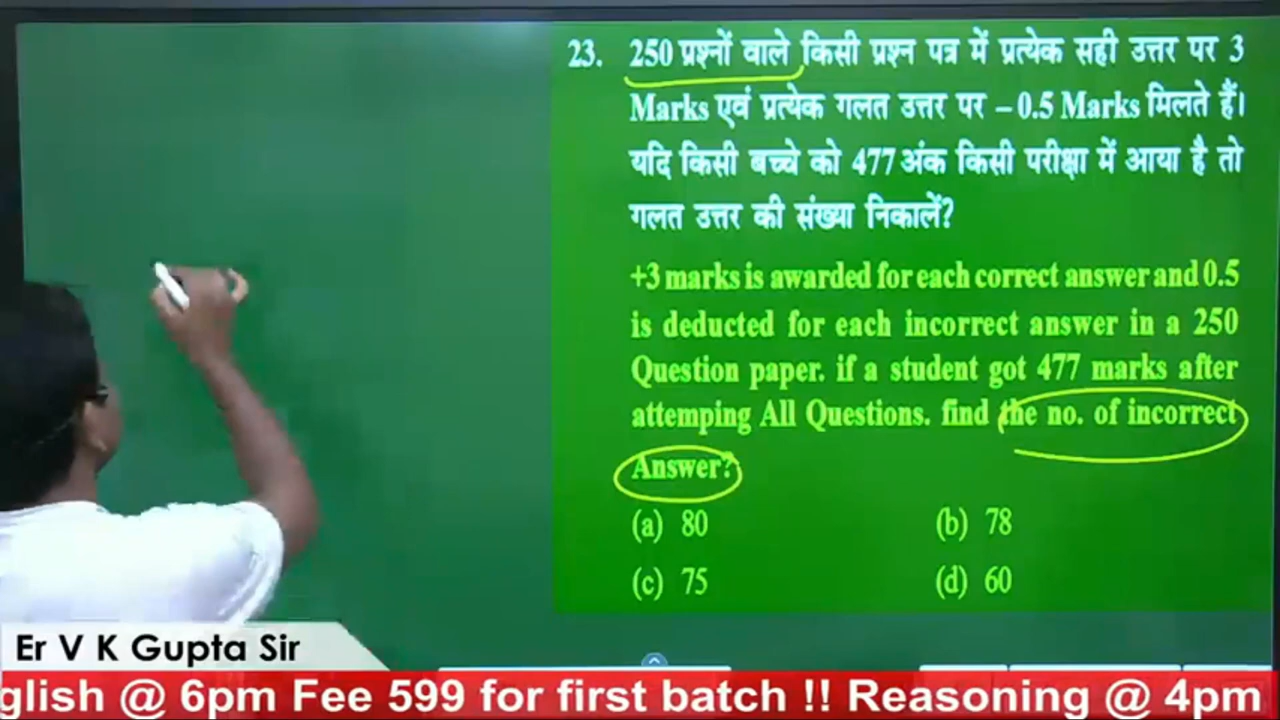 23. 250 प्रश्नों वाले किसी प्रश्न पत्र में प्रत्येक सही उत्तर पर 3
Marks एवं प्रत्येक गलत उत्तर पर – 0.5 Marks मिलते हैं।
यदि किसी बच्चे को 477 अंक किसी परीक्षा में आया है तो
गलत उत्तर की संख्या निकालें?
+3 marks is awarded for each correct answer and 0.5
is deducted for each incorrect answer in a 250
Question paper. if a student got 477 marks after
attemping All Questions. find the no. of incorrect
Answer?
(a) 80 (b) 78
(c) 75 (d) 60
Er V K Gupta Sir
glish @ 6pm Fee 599 for first batch !! Reasoning @ 4pm